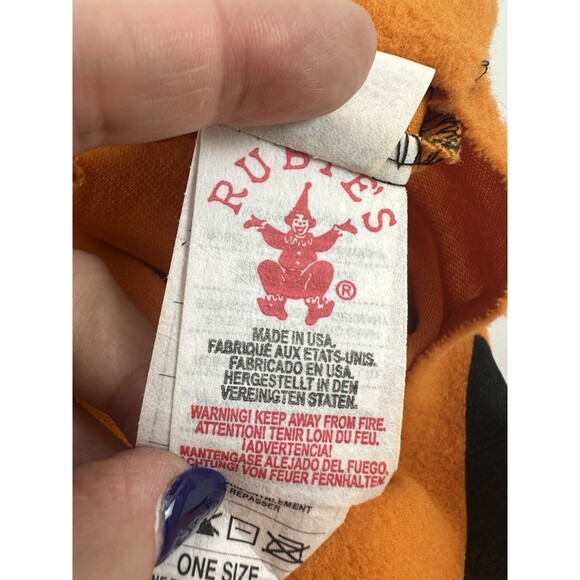 RUBIE'S
®
MADE IN USA.
FABRIQUÉ AUX ETATS-UNIS.
FABRICADO EN USA.
HERGESTELLT IN DEN
VEREINIGTEN STATEN.
WARNING! KEEP AWAY FROM FIRE.
ATTENTION! TENIR LOIN DU FEU.
ADVERTENCIA!
MANTENGASE ALEJADO DEL FUEGO.
ACHTUNG! VON FEUER FERNHALTEN.
REPASSER
ONE SIZE